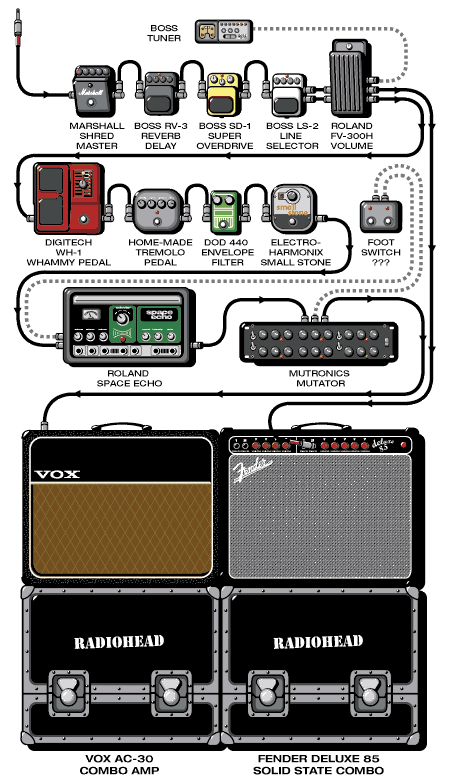 BOSS
TUNER
Marshall
MARSHALL
SHRED
MASTER
BOSS RV-3
REVERB
DELAY
BOSS SD-1
SUPER
OVERDRIVE
BOSS LS-2
LINE
SELECTOR
ROLAND
FV-300H
VOLUME
DIGITECH
WH-1
WHAMMY PEDAL
HOME-MADE
TREMOLO
PEDAL
DOD 440
ENVELOPE
FILTER
small
stone
ELECTRO-
HARMONIX
SMALL STONE
FOOT
SWITCH
???
space
echo
ROLAND
SPACE ECHO
MUTRONICS
MUTATOR
VOX
Fender
deluxe
85
RADIOHEAD
RADIOHEAD
VOX AC-30
COMBO AMP
FENDER DELUXE 85
SOLID STATE COMBO